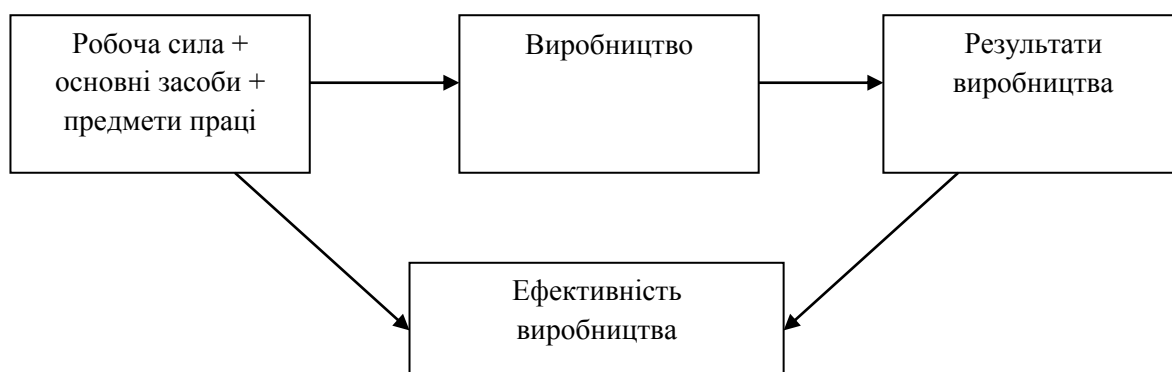 Робоча сила +
основні засоби +
предмети праці
Виробництво
Результати
виробництва
Ефективність
виробництва